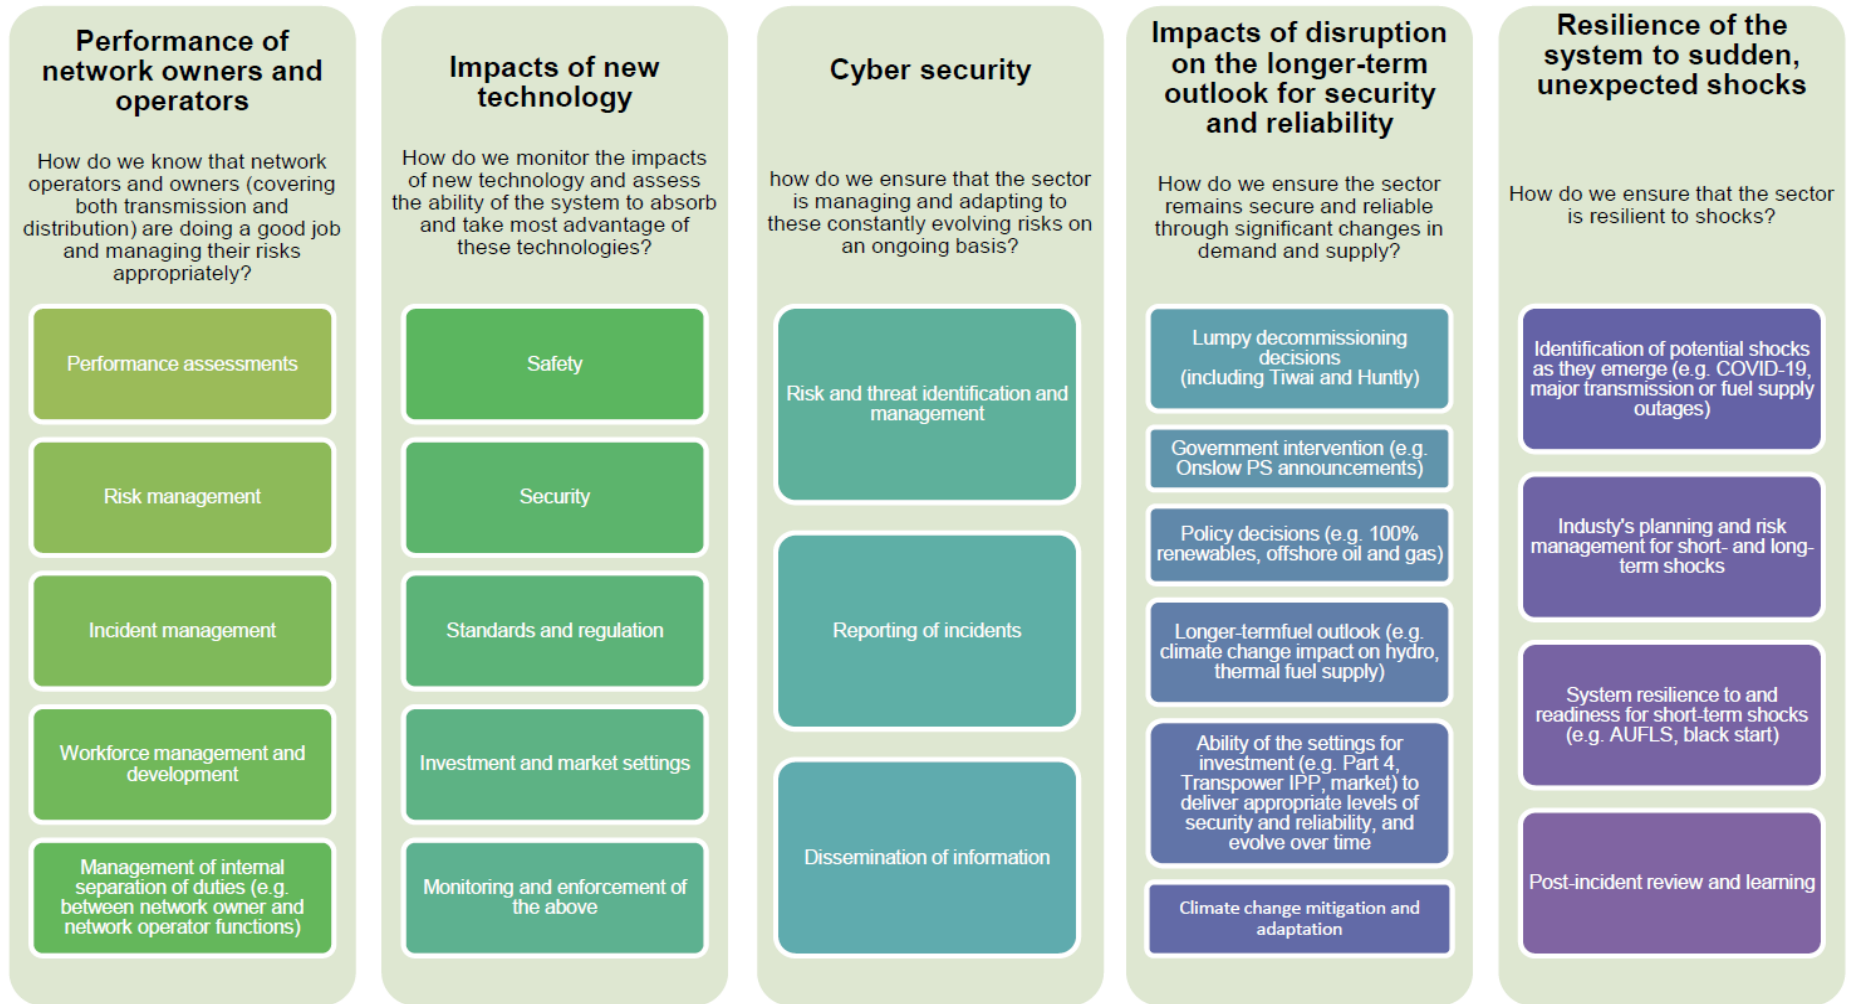 Performance of
network owners and
operators
How do we know that network
operators and owners (covering
both transmission and
distribution) are doing a good job
and managing their risks
appropriately?
Performance assessments
Risk management
Incident management
Workforce management and
development
Management of internal
separation of duties (e.g.
between network owner and
network operator functions)
Impacts of new
technology
How do we monitor the impacts
of new technology and assess
the ability of the system to absorb
and take most advantage of
these technologies?
Safety
Security
Standards and regulation
Investment and market settings
Monitoring and enforcement of
the above
Cyber security
how do we ensure that the sector
is managing and adapting to
these constantly evolving risks on
an ongoing basis?
Risk and threat identification and
management
Reporting of incidents
Dissemination of information
Impacts of disruption
on the longer-term
outlook for security
and reliability
How do we ensure the sector
remains secure and reliable
through significant changes in
demand and supply?
Lumpy decommissioning
decisions
(including Tiwai and Huntly)
Government intervention (e.g.
Onslow PS announcements)
Policy decisions (e.g. 100%
renewables, offshore oil and gas)
Longer-termfuel outlook (e.g.
climate change impact on hydro,
thermal fuel supply)
Ability of the settings for
investment (e.g. Part 4,
Transpower IPP, market) to
deliver appropriate levels of
security and reliability, and
evolve over time
Climate change mitigation and
adaptation
Resilience of the
system to sudden,
unexpected shocks
How do we ensure that the sector
is resilient to shocks?
Identification of potential shocks
as they emerge (e.g. COVID-19,
major transmission or fuel supply
outages)
Industy's planning and risk
management for short- and long-
term shocks
System resilience to and
readiness for short-term shocks
(e.g. AUFLS, black start)
Post-incident review and learning